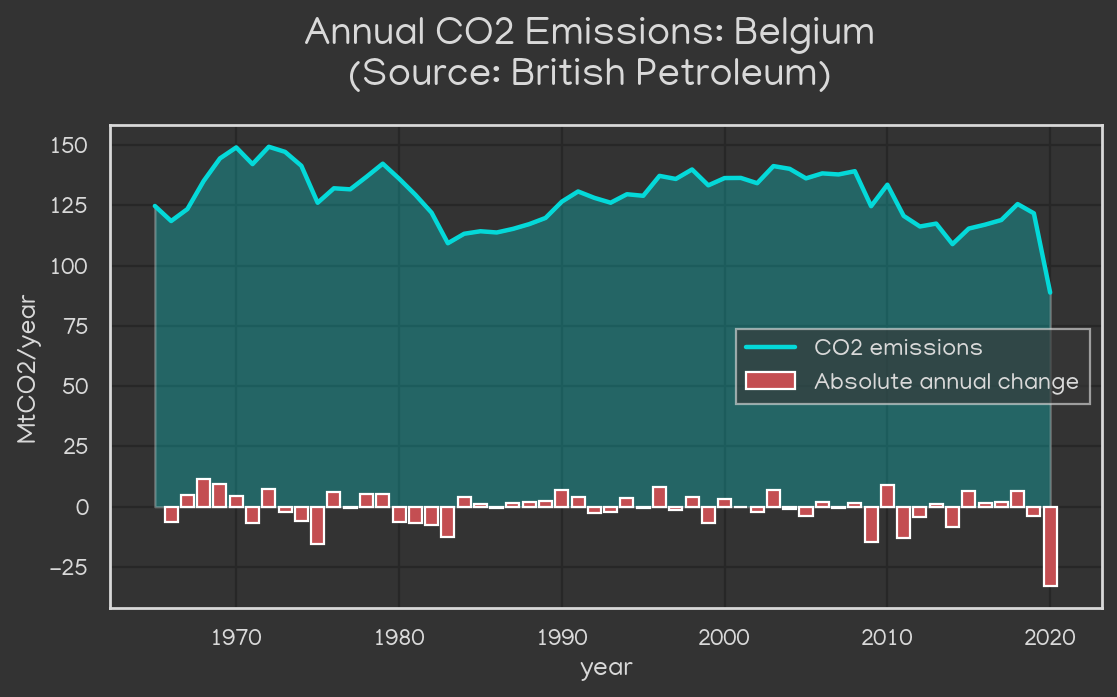 Annual CO2 Emissions: Belgium
(Source: British Petroleum)
MtCO2/year
150
125
100
75
50
25
0
−25
CO2 emissions
Absolute annual change
1970 1980 1990 2000 2010 2020
year